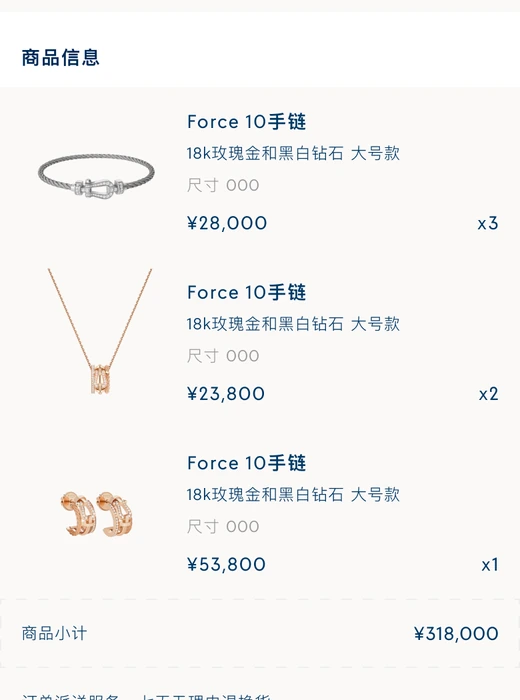 商品信息
Force 10手链
18k玫瑰金和黑白钻石 大号款
尺寸 000
¥28,000 x3
Force 10手链
18k玫瑰金和黑白钻石 大号款
尺寸 000
¥23,800 x2
Force 10手链
18k玫瑰金和黑白钻石 大号款
尺寸 000
¥53,800 x1
商品小计 ¥318,000